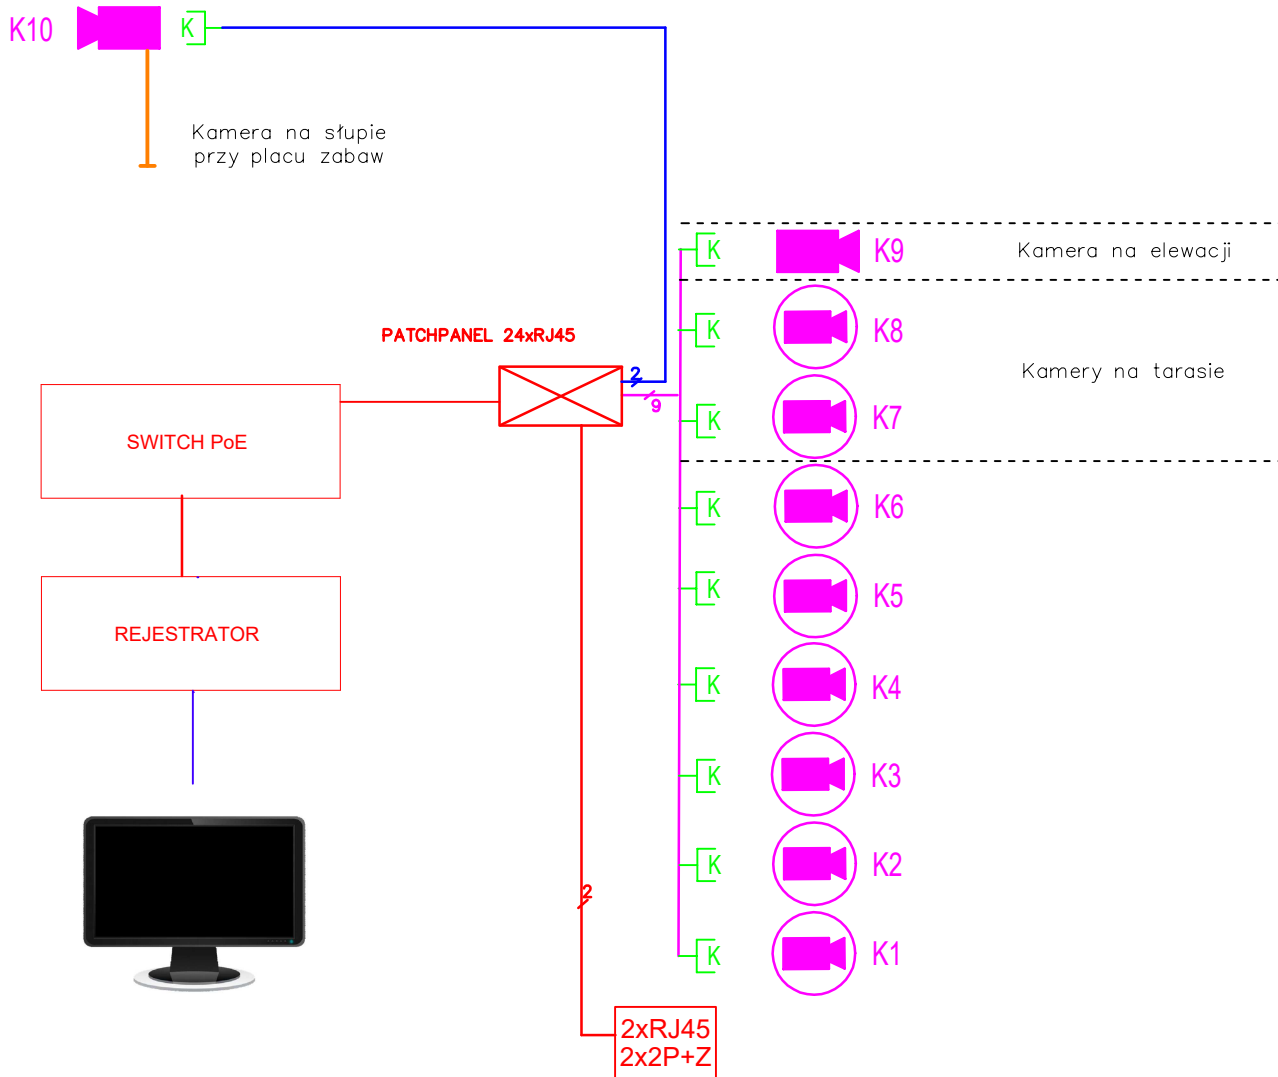 K10
K
Kamera na słupie
przy placu zabaw
K
K9
Kamera na elewacji
K
K8
PATCHPANEL 24xRJ45
Kamery na tarasie
2
9
K
K7
SWITCH PoE
K
K6
K
K5
REJESTRATOR
K
K4
K
K3
K
K2
2
K
K1
2xRJ45
2x2P+Z